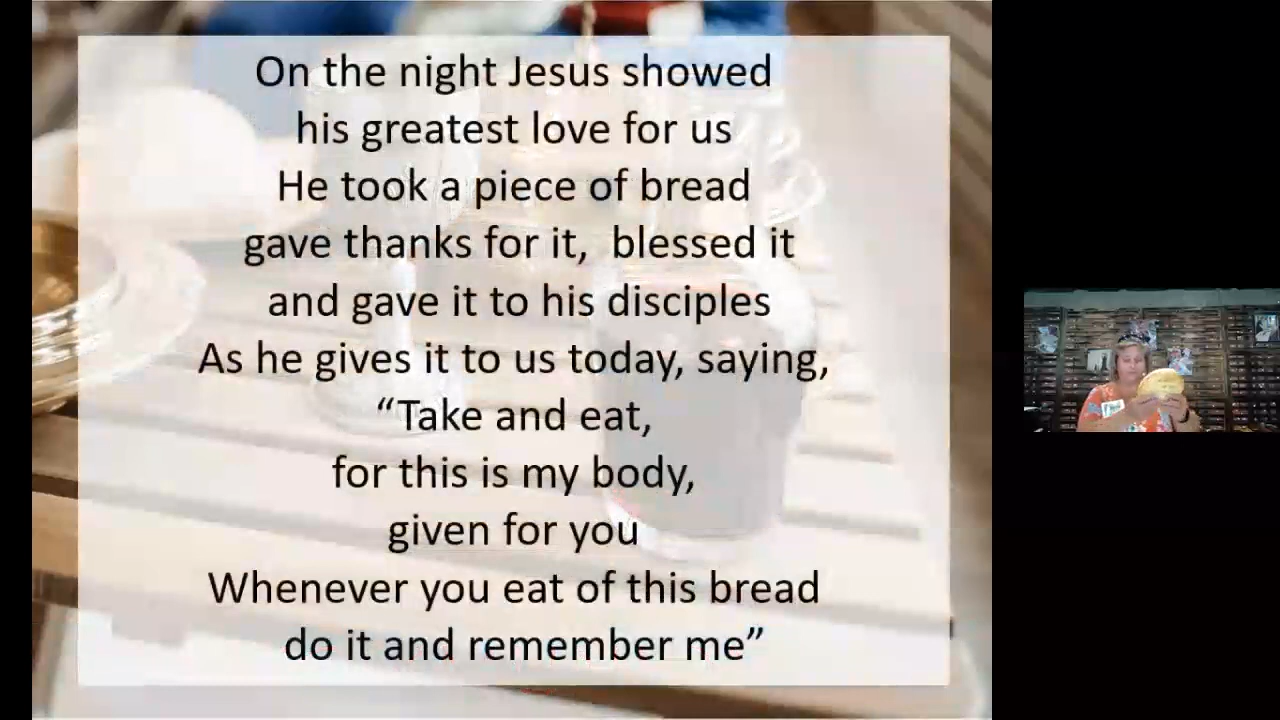 On the night Jesus showed
his greatest love for us
He took a piece of bread
gave thanks for it,  blessed it
and gave it to his disciples
As he gives it to us today, saying,
“Take and eat,
for this is my body,
given for you
Whenever you eat of this bread
do it and remember me”